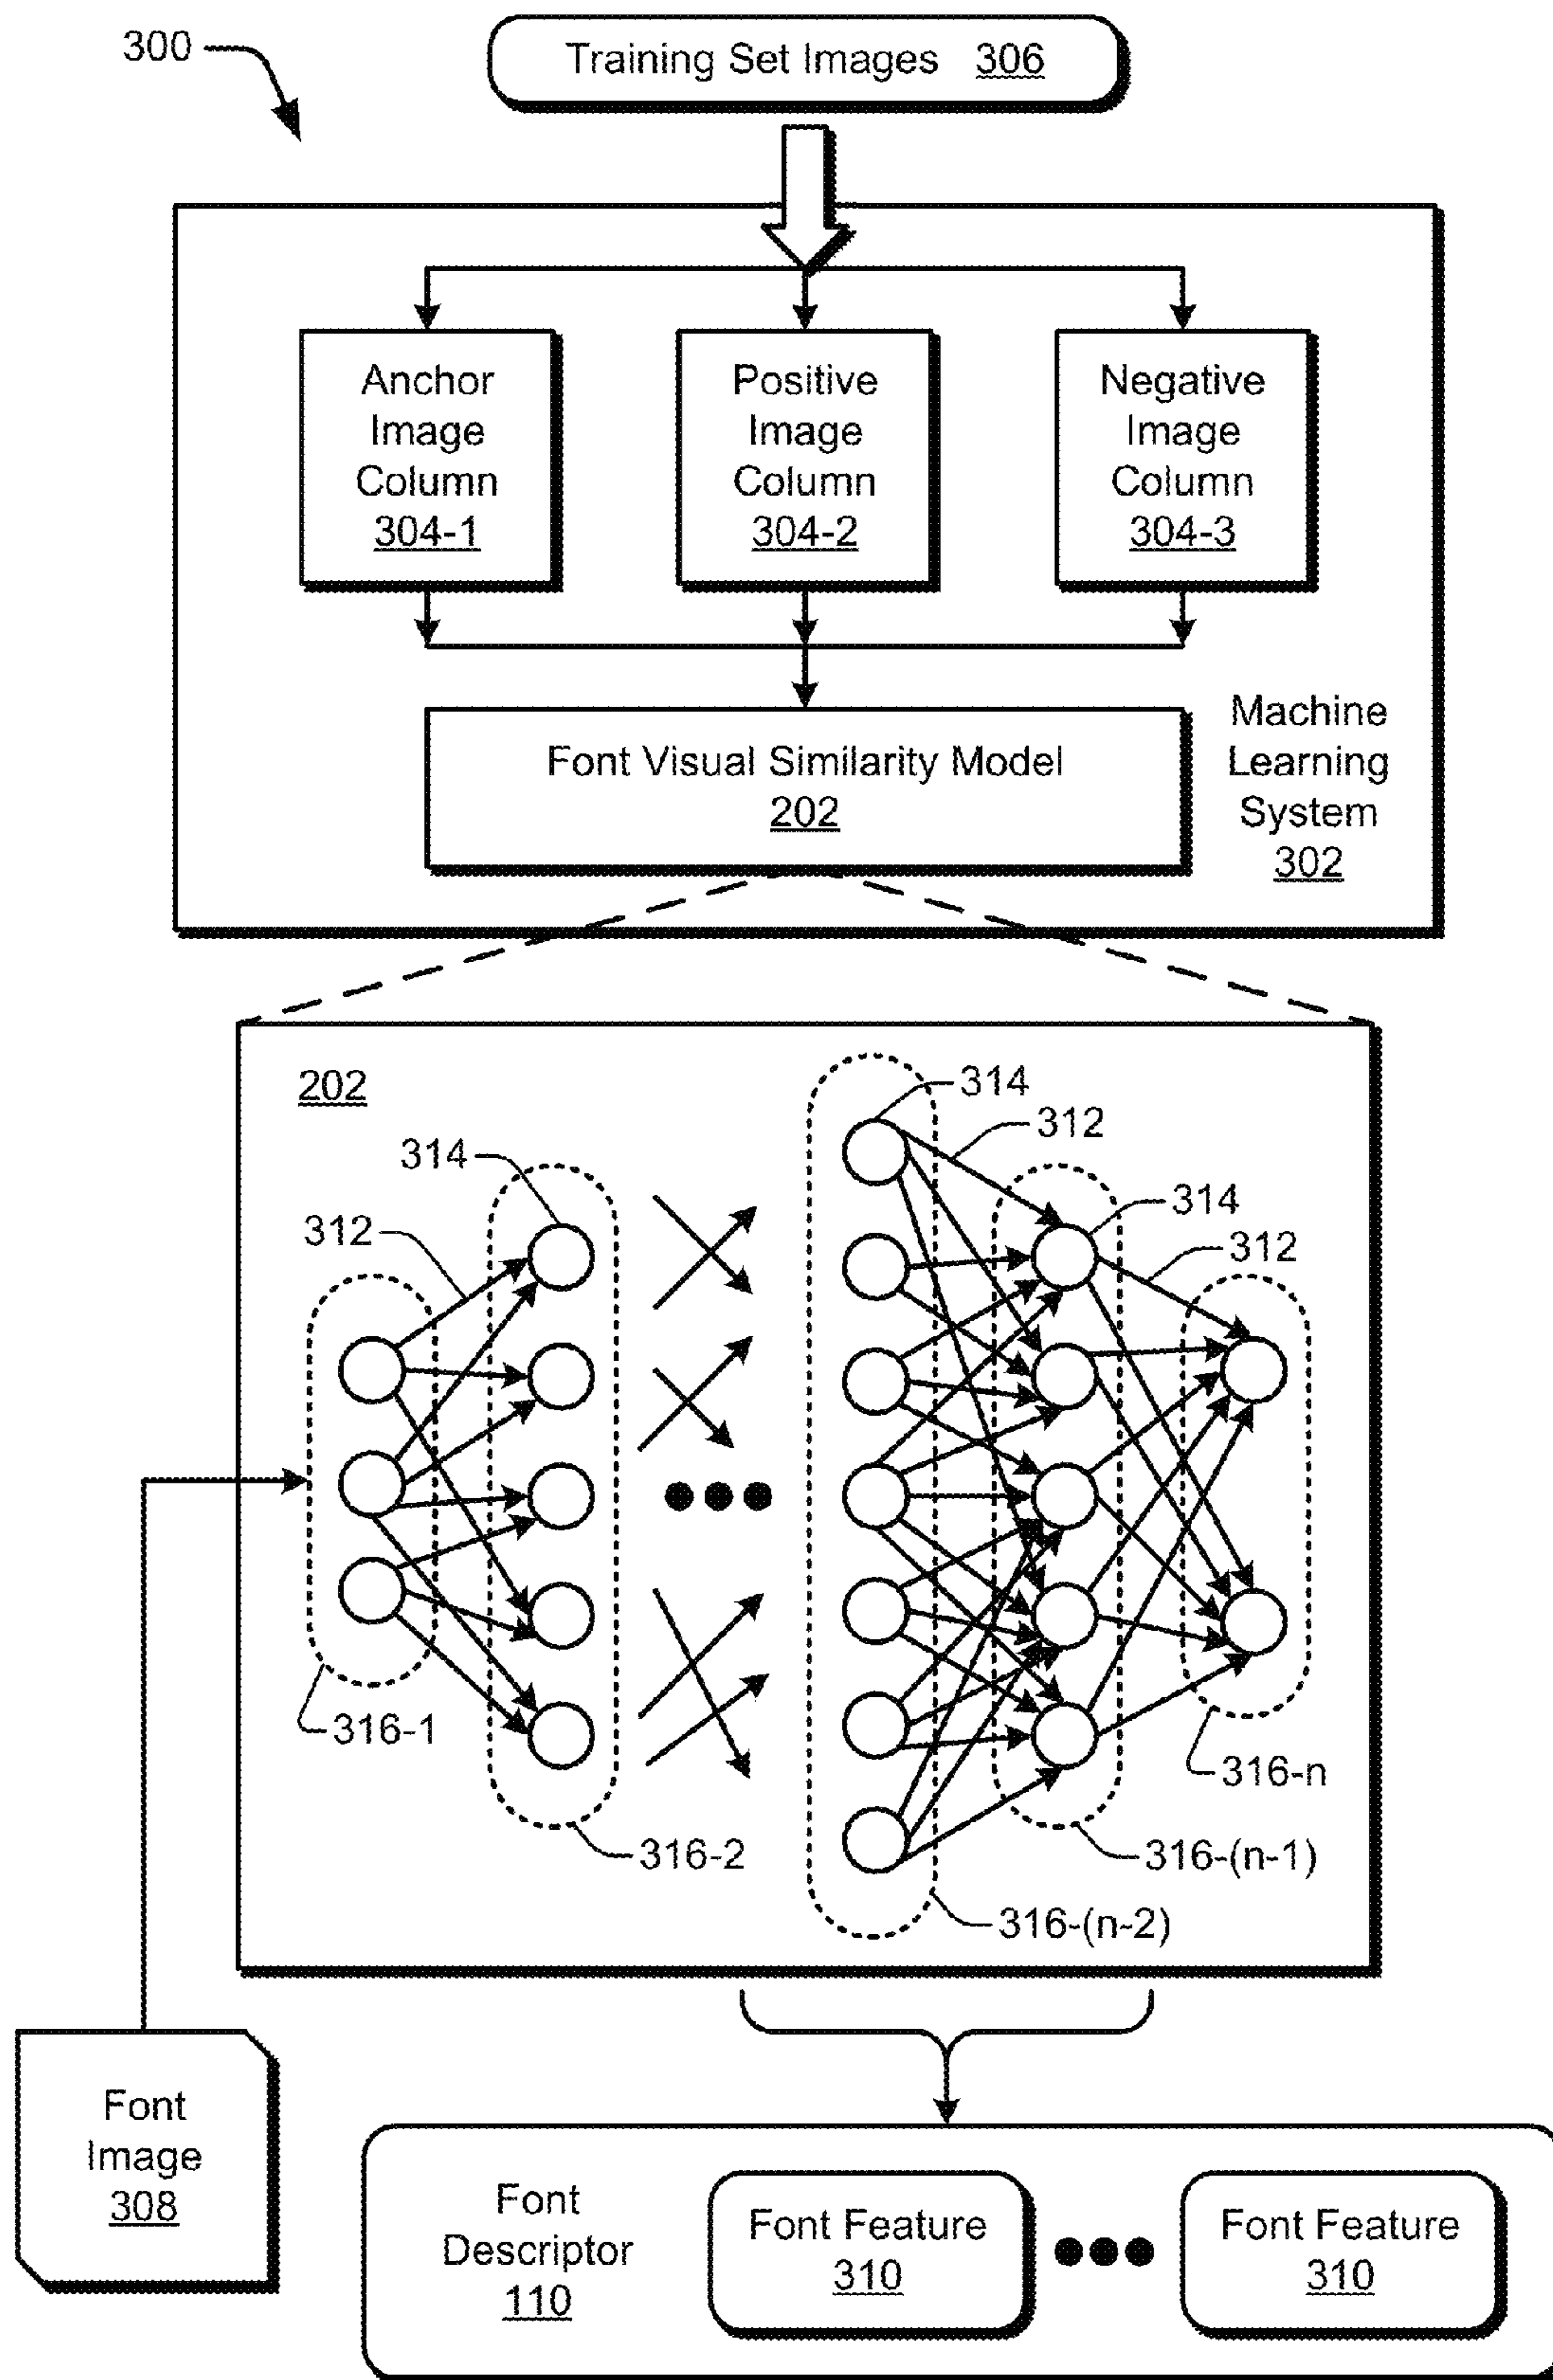 300
Training Set Images 306
Anchor
Image
Column
304-1
Positive
Image
Column
304-2
Negative
Image
Column
304-3
Font Visual Similarity Model
202
Machine
Learning
System
302
202
314
312
314
312
314
312
316-1
316-2
316-(n-2)
316-(n-1)
316-n
Font
Image
308
Font
Descriptor
110
Font Feature
310
Font Feature
310